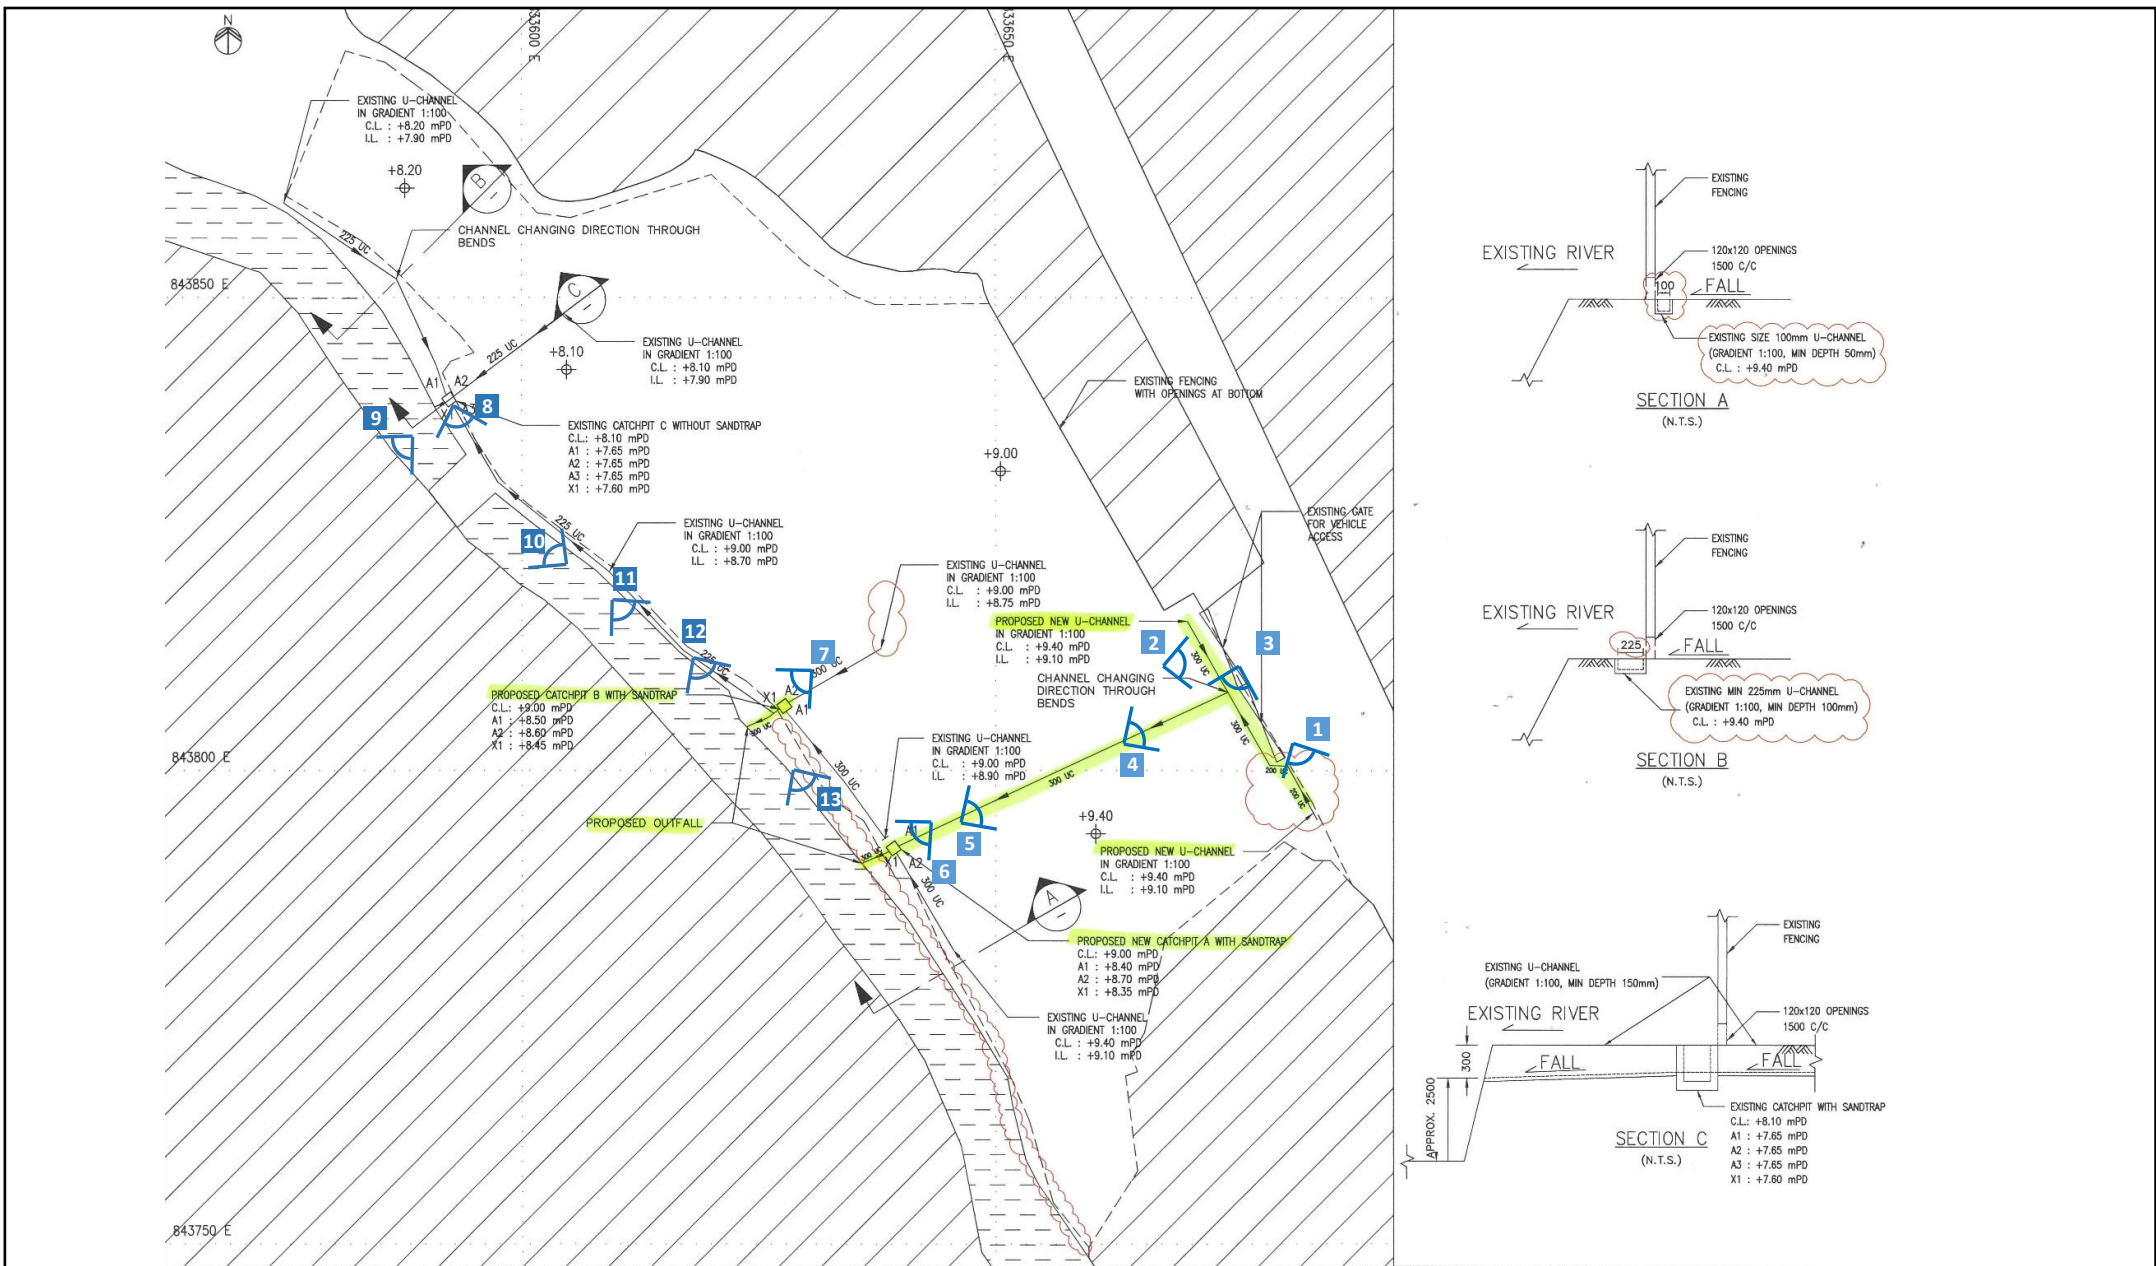 N
33600 E
33650 E
EXISTING U-CHANNEL
IN GRADIENT 1:100
C.L. : +8.20 mPD
I.L. : +7.90 mPD
+8.20
B
CHANNEL CHANGING DIRECTION THROUGH
BENDS
225 UC
843850 E
C
225 UC
+8.10
EXISTING U-CHANNEL
IN GRADIENT 1:100
C.L. : +8.10 mPD
I.L. : +7.90 mPD
A1
A2
A3
8
9
EXISTING CATCHPIT C WITHOUT SANDTRAP
C.L.: +8.10 mPD
A1 : +7.65 mPD
A2 : +7.65 mPD
A3 : +7.65 mPD
X1 : +7.60 mPD
EXISTING FENCING
WITH OPENINGS AT BOTTOM
+9.00
225 UC
10
11
12
EXISTING U-CHANNEL
IN GRADIENT 1:100
C.L. : +9.00 mPD
I.L. : +8.70 mPD
EXISTING GATE
FOR VEHICLE
ACCESS
EXISTING U-CHANNEL
IN GRADIENT 1:100
C.L. : +9.00 mPD
I.L. : +8.75 mPD
PROPOSED NEW U-CHANNEL
IN GRADIENT 1:100
C.L. : +9.40 mPD
I.L. : +9.10 mPD
CHANNEL CHANGING
DIRECTION THROUGH
BENDS
2
3
300 UC
7
300 UC
225 UC
X1
A2
A1
PROPOSED CATCHPIT B WITH SANDTRAP
C.L.: +9.00 mPD
A1 : +8.50 mPD
A2 : +8.60 mPD
X1 : +8.45 mPD
300 UC
843800 E
300 UC
1
4
300 UC
200 UC
200 UC
300 UC
EXISTING U-CHANNEL
IN GRADIENT 1:100
C.L. : +9.00 mPD
I.L. : +8.90 mPD
13
PROPOSED OUTFALL
5
6
A1
300 UC
X1
A2
300 UC
+9.40
PROPOSED NEW U-CHANNEL
IN GRADIENT 1:100
C.L. : +9.40 mPD
I.L. : +9.10 mPD
A
PROPOSED NEW CATCHPIT A WITH SANDTRAP
C.L.: +9.00 mPD
A1 : +8.40 mPD
A2 : +8.70 mPD
X1 : +8.35 mPD
EXISTING U-CHANNEL
IN GRADIENT 1:100
C.L. : +9.40 mPD
I.L. : +9.10 mPD
843750 E
EXISTING
FENCING
EXISTING RIVER
120x120 OPENINGS
1500 C/C
100
FALL
EXISTING SIZE 100mm U-CHANNEL
(GRADIENT 1:100, MIN DEPTH 50mm)
C.L. : +9.40 mPD
SECTION A
(N.T.S.)
EXISTING
FENCING
EXISTING RIVER
120x120 OPENINGS
1500 C/C
225
FALL
EXISTING MIN 225mm U-CHANNEL
(GRADIENT 1:100, MIN DEPTH 100mm)
C.L. : +9.40 mPD
SECTION B
(N.T.S.)
EXISTING
FENCING
EXISTING U-CHANNEL
(GRADIENT 1:100, MIN DEPTH 150mm)
EXISTING RIVER
120x120 OPENINGS
1500 C/C
300
FALL
FALL
APPROX. 2500
EXISTING CATCHPIT WITH SANDTRAP
C.L.: +8.10 mPD
A1 : +7.65 mPD
A2 : +7.65 mPD
A3 : +7.65 mPD
X1 : +7.60 mPD
SECTION C
(N.T.S.)